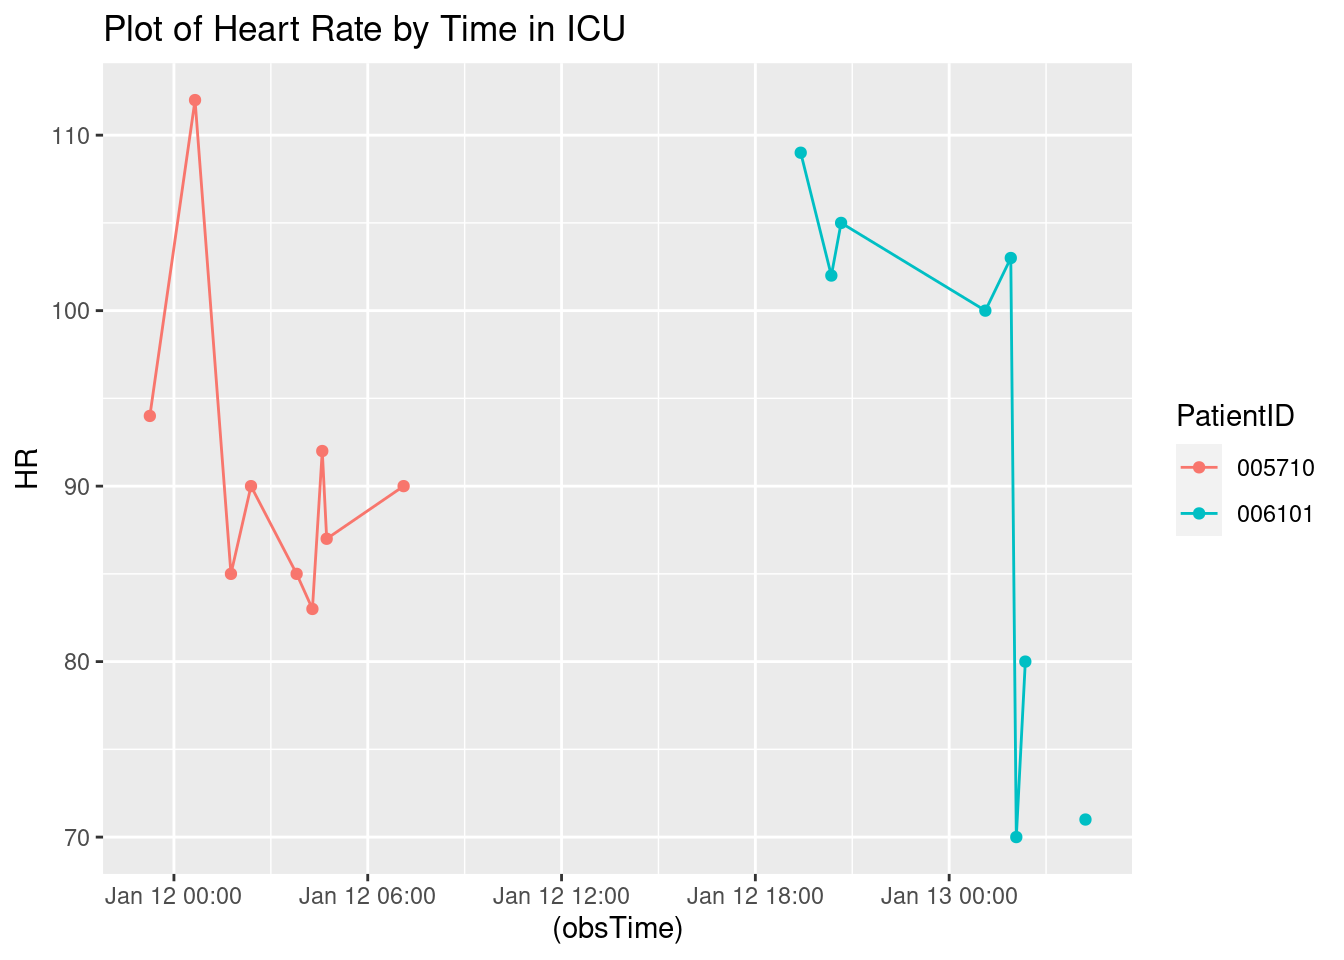 Plot of Heart Rate by Time in ICU
110
100
90
80
70
HR
Jan 12 00:00 Jan 12 06:00 Jan 12 12:00 Jan 12 18:00 Jan 13 00:00
(obsTime)
PatientID
005710
006101